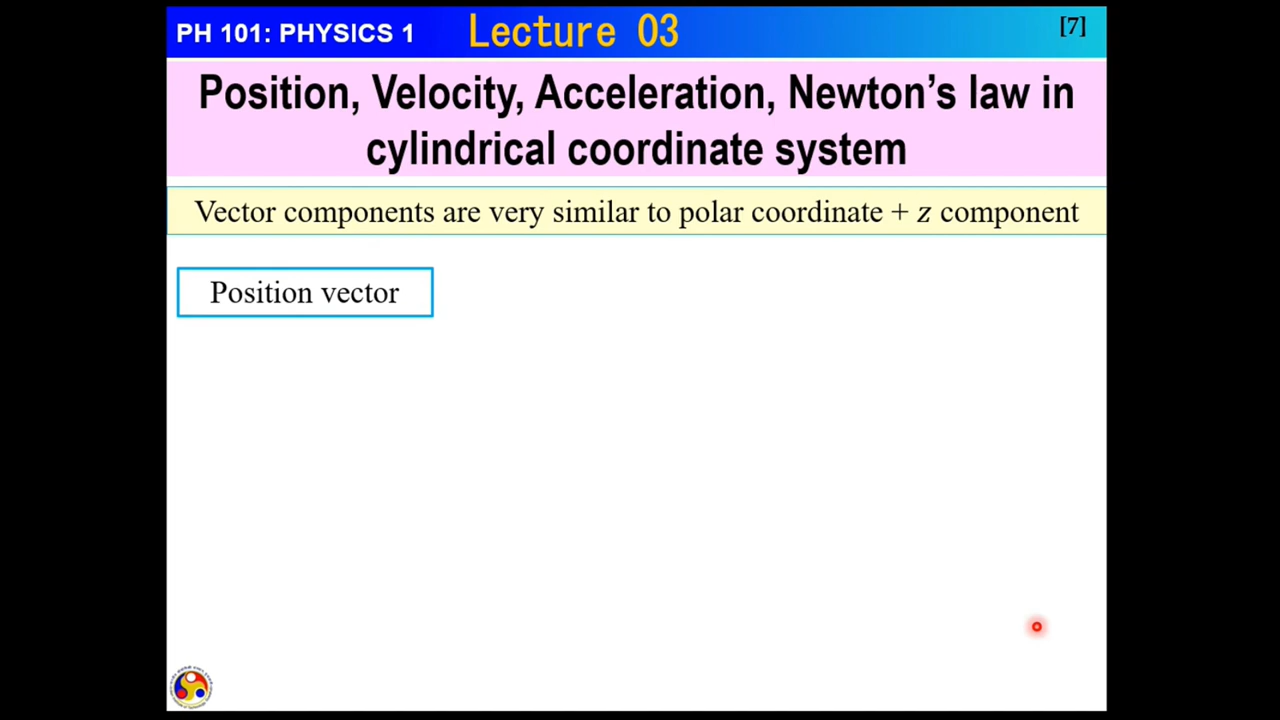 PH 101: PHYSICS 1 Lecture 03 [7]
Position, Velocity, Acceleration, Newton’s law in
cylindrical coordinate system
Vector components are very similar to polar coordinate + z component
Position vector